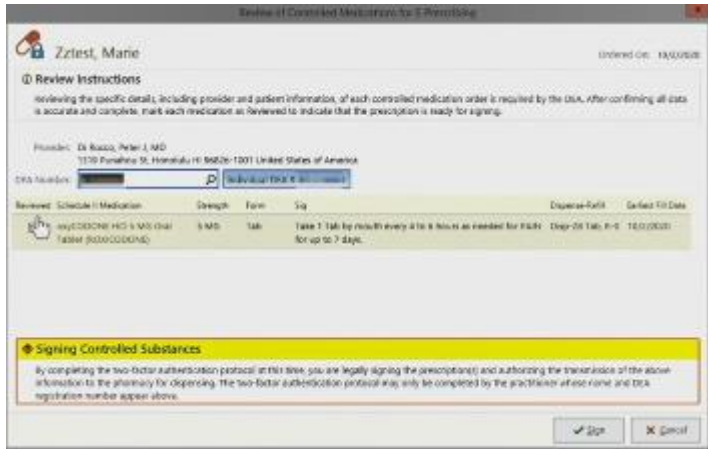 Review of Controlled Medications for E-Prescribing
Zztest, Marie
Ordered On: 10/2/2020
Review Instructions
Reviewing the specific details, including provider and patient information, of each controlled medication order is required by the DEA. After confirming all data
is accurate and complete, mark each medication as Reviewed to indicate that the prescription is ready for signing.
Provider: Di Rocco, Peter J, MD
1319 Punahou St, Honolulu HI 96826-1001 United States of America
DEA Number:
Individual DEA #
Reviewed Schedule II Medication Strength Form Sig Dispense-Refill Earliest Fill Date
oxyCODONE HCl 5 MG Oral 5 MG Tab Take 1 Tab by mouth every 4 to 6 hours as needed for PAIN Disp-28 Tab, R-0 10/2/2020
Tablet (ROXICODONE) for up to 7 days.
Signing Controlled Substances
By completing the two-factor authentication protocol at this time, you are legally signing the prescription(s) and authorizing the transmission of the above
information to the pharmacy for dispensing. The two-factor authentication protocol may only be completed by the practitioner whose name and DEA
registration number appear above.
Sign Cancel